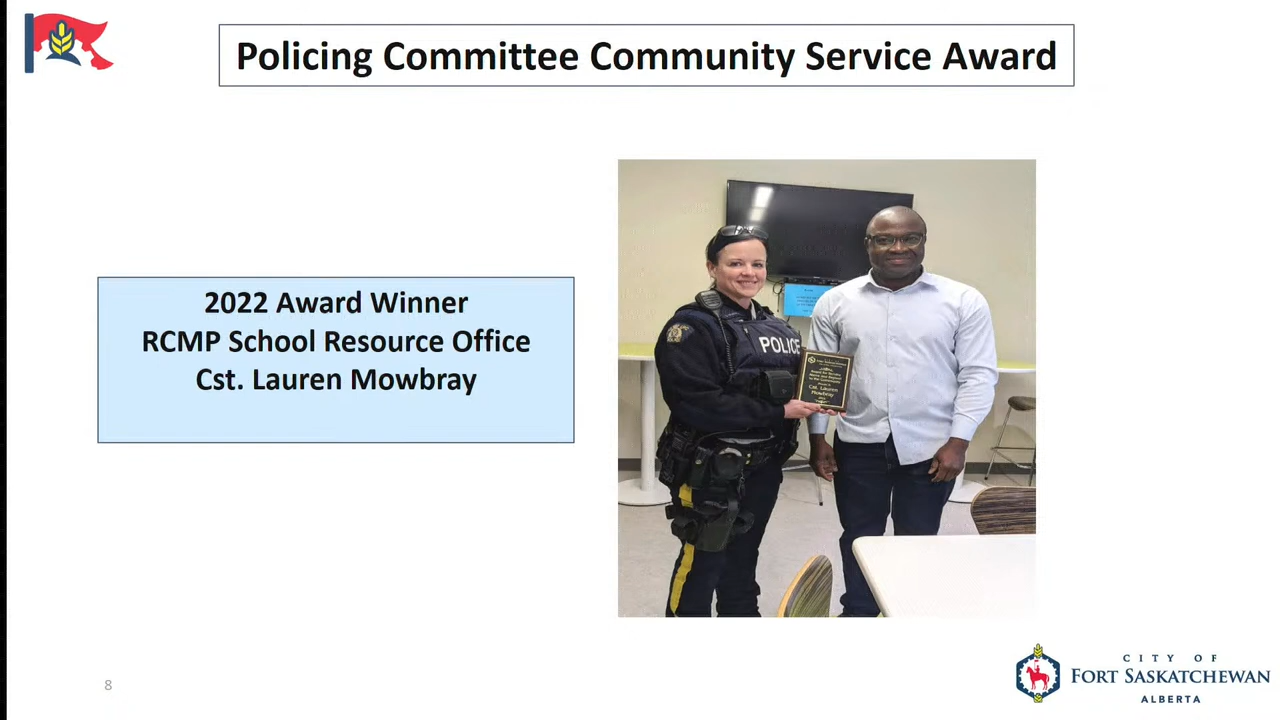 Policing Committee Community Service Award
2022 Award Winner
RCMP School Resource Office
Cst. Lauren Mowbray
POLICE
Cst. Lauren
Mowbray
8
CITY OF
FORT SASKATCHEWAN
ALBERTA